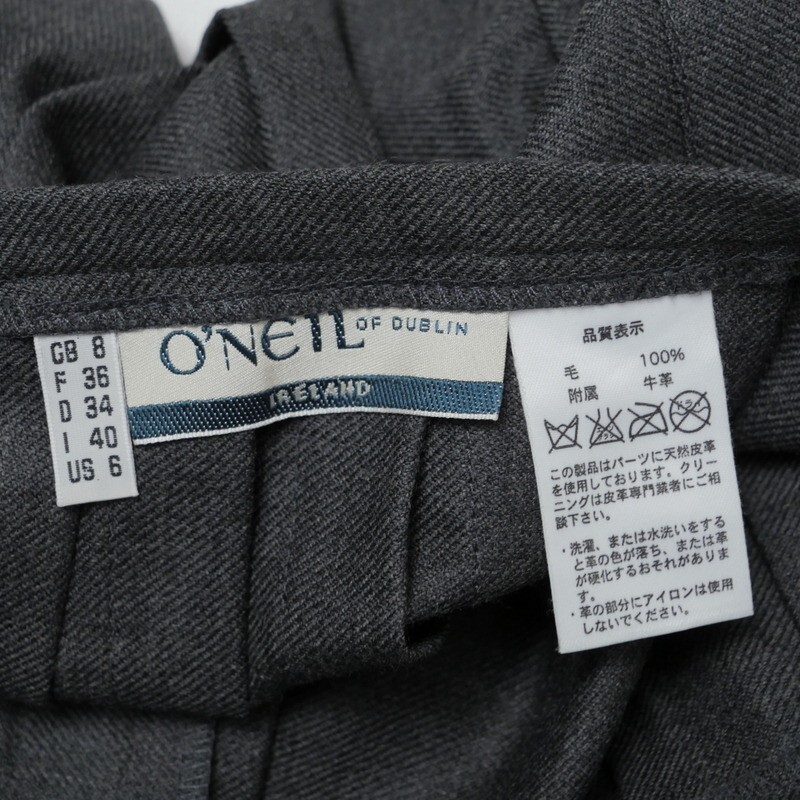 GB 8
F 36
D 34
I 40
US 6
O'NEIL OF DUBLIN
IRELAND
品質表示
毛 100%
附属 牛革
この製品はパーツに天然皮革
を使用しております。クリー
ニングは皮革専門業者にご相
談下さい。
・洗濯、または水洗いをする
と革の色が落ち、または革
が硬化するおそれがありま
す。
・革の部分にアイロンは使用
しないでください。